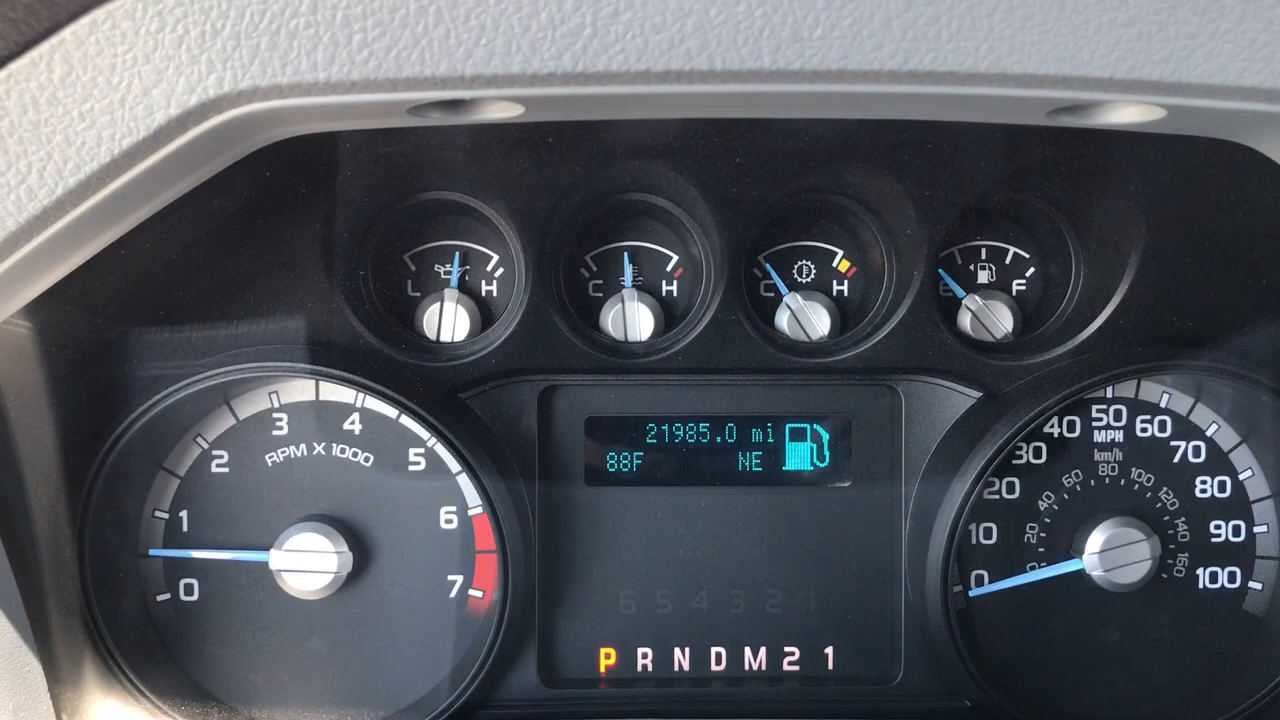 L H
C H
C H
E F
0 1 2 3 4 5 6 7
RPM X 1000
21985.0 mi
88F NE
6 5 4 3 2 1
P R N D M 2 1
0 10 20 30 40 50 60 70 80 90 100
MPH
km/h
0 20 40 60 80 100 120 140 160